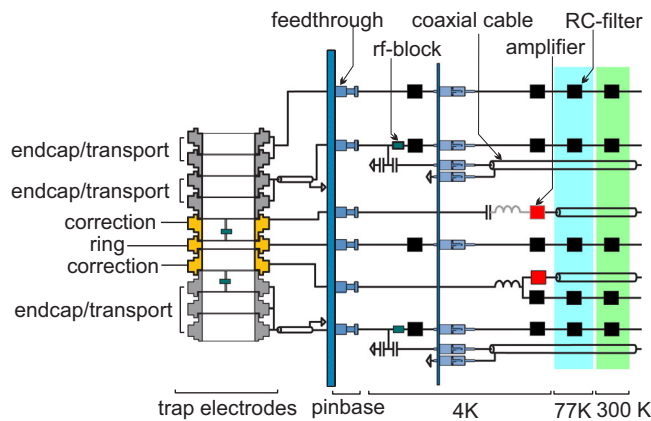 feedthrough
coaxial cable
RC-filter
rf-block
amplifier
endcap/transport
endcap/transport
correction
ring
correction
endcap/transport
trap electrodes
pinbase
4K
77K
300 K